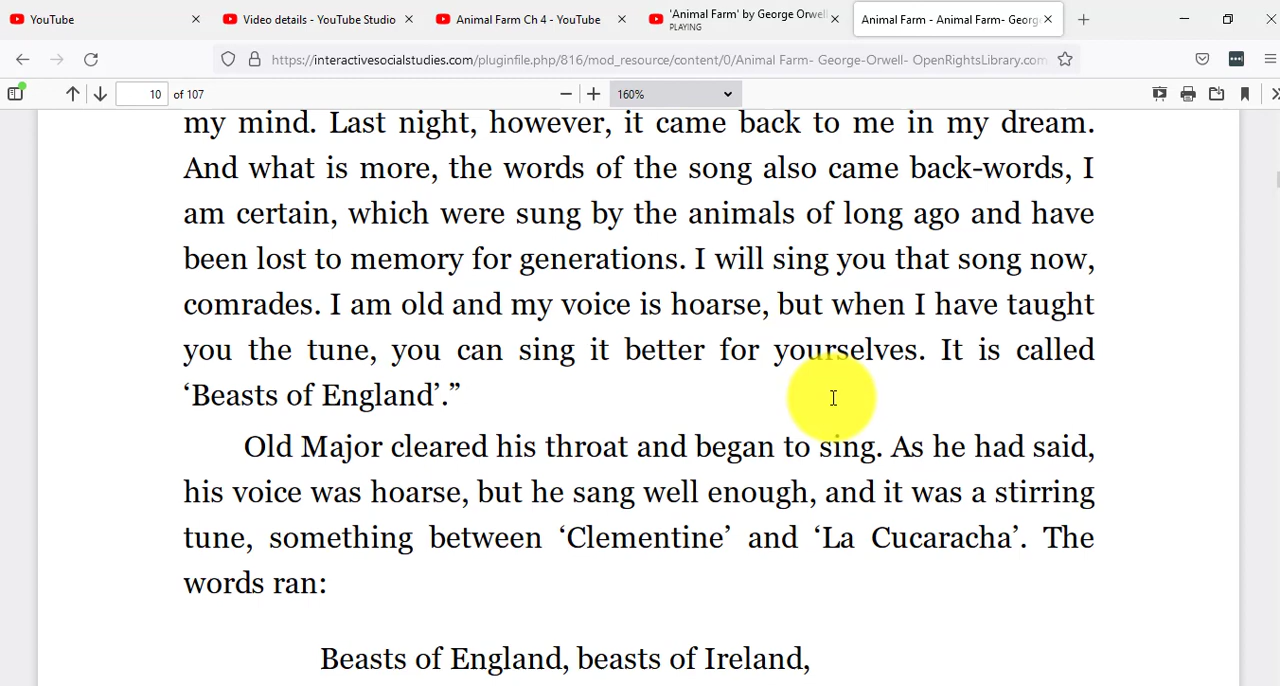 YouTube
Video details - YouTube Studio
Animal Farm Ch 4 - YouTube
'Animal Farm' by George Orwell
PLAYING
Animal Farm - Animal Farm- Georg
https://interactivesocialstudies.com/pluginfile.php/816/mod_resource/content/0/Animal Farm- George-Orwell- OpenRightsLibrary.com
10 of 107
160%
my mind. Last night, however, it came back to me in my dream.
And what is more, the words of the song also came back-words, I
am certain, which were sung by the animals of long ago and have
been lost to memory for generations. I will sing you that song now,
comrades. I am old and my voice is hoarse, but when I have taught
you the tune, you can sing it better for yourselves. It is called
‘Beasts of England’.”
Old Major cleared his throat and began to sing. As he had said,
his voice was hoarse, but he sang well enough, and it was a stirring
tune, something between ‘Clementine’ and ‘La Cucaracha’. The
words ran:
Beasts of England, beasts of Ireland,